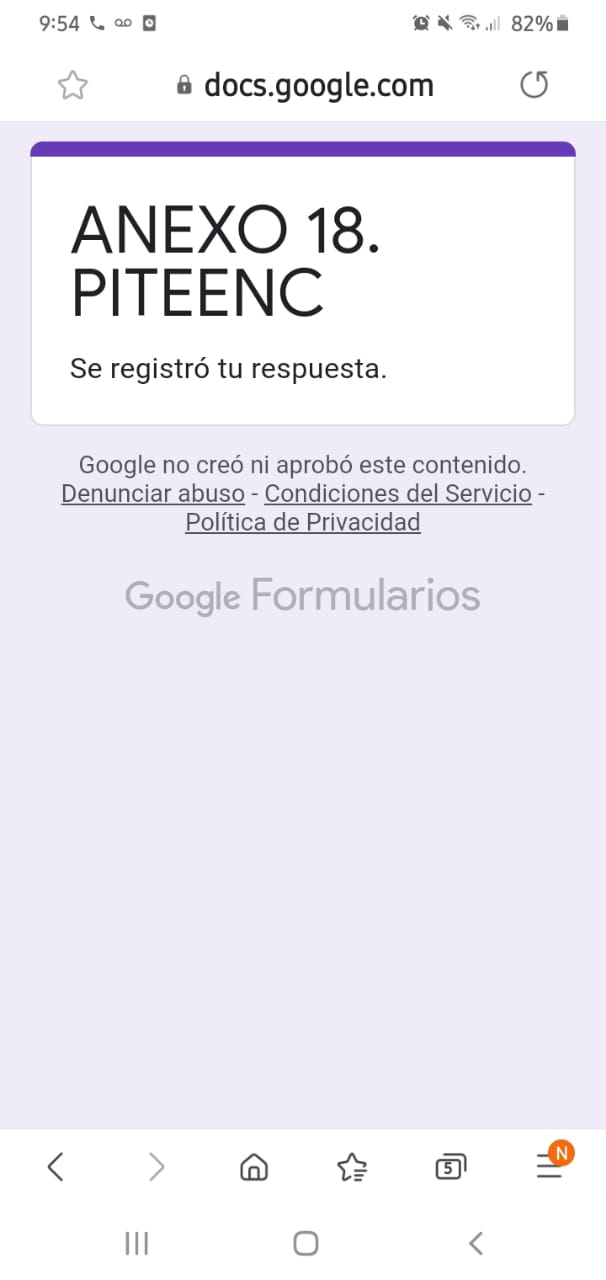 9:54
82%
docs.google.com
ANEXO 18.
PITEENC
Se registró tu respuesta.
Google no creó ni aprobó este contenido.
Denunciar abuso - Condiciones del Servicio -
Política de Privacidad
Google Formularios
5
N